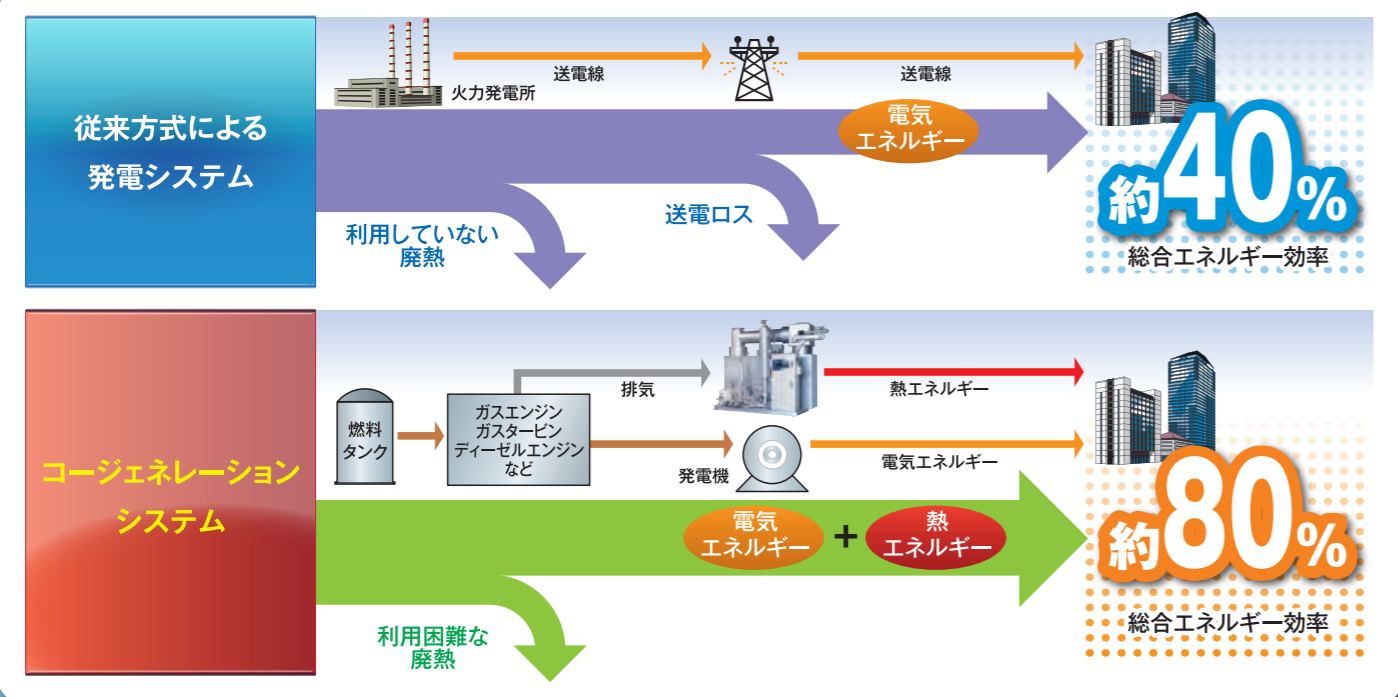 従来方式による
発電システム
火力発電所
送電線
送電線
電気
エネルギー
利用していない
廃熱
送電ロス
約40%
総合エネルギー効率
コージェネレーション
システム
燃料
タンク
ガスエンジン
ガスタービン
ディーゼルエンジン
など
排気
発電機
熱エネルギー
電気エネルギー
電気
エネルギー
+
熱
エネルギー
利用困難な
廃熱
約80%
総合エネルギー効率